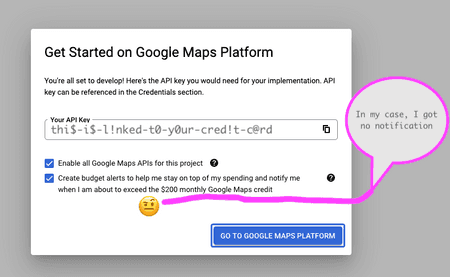 Get Started on Google Maps Platform
You're all set to develop! Here's the API key you would need for your implementation. API
key can be referenced in the Credentials section.
Your API Key
thi$-i$-l!nked-t0-y0ur-cred!t-c@rd
Enable all Google Maps APIs for this project
Create budget alerts to help me stay on top of my spending and notify me
when I am about to exceed the $200 monthly Google Maps credit
GO TO GOOGLE MAPS PLATFORM
In my case, I got
no notification